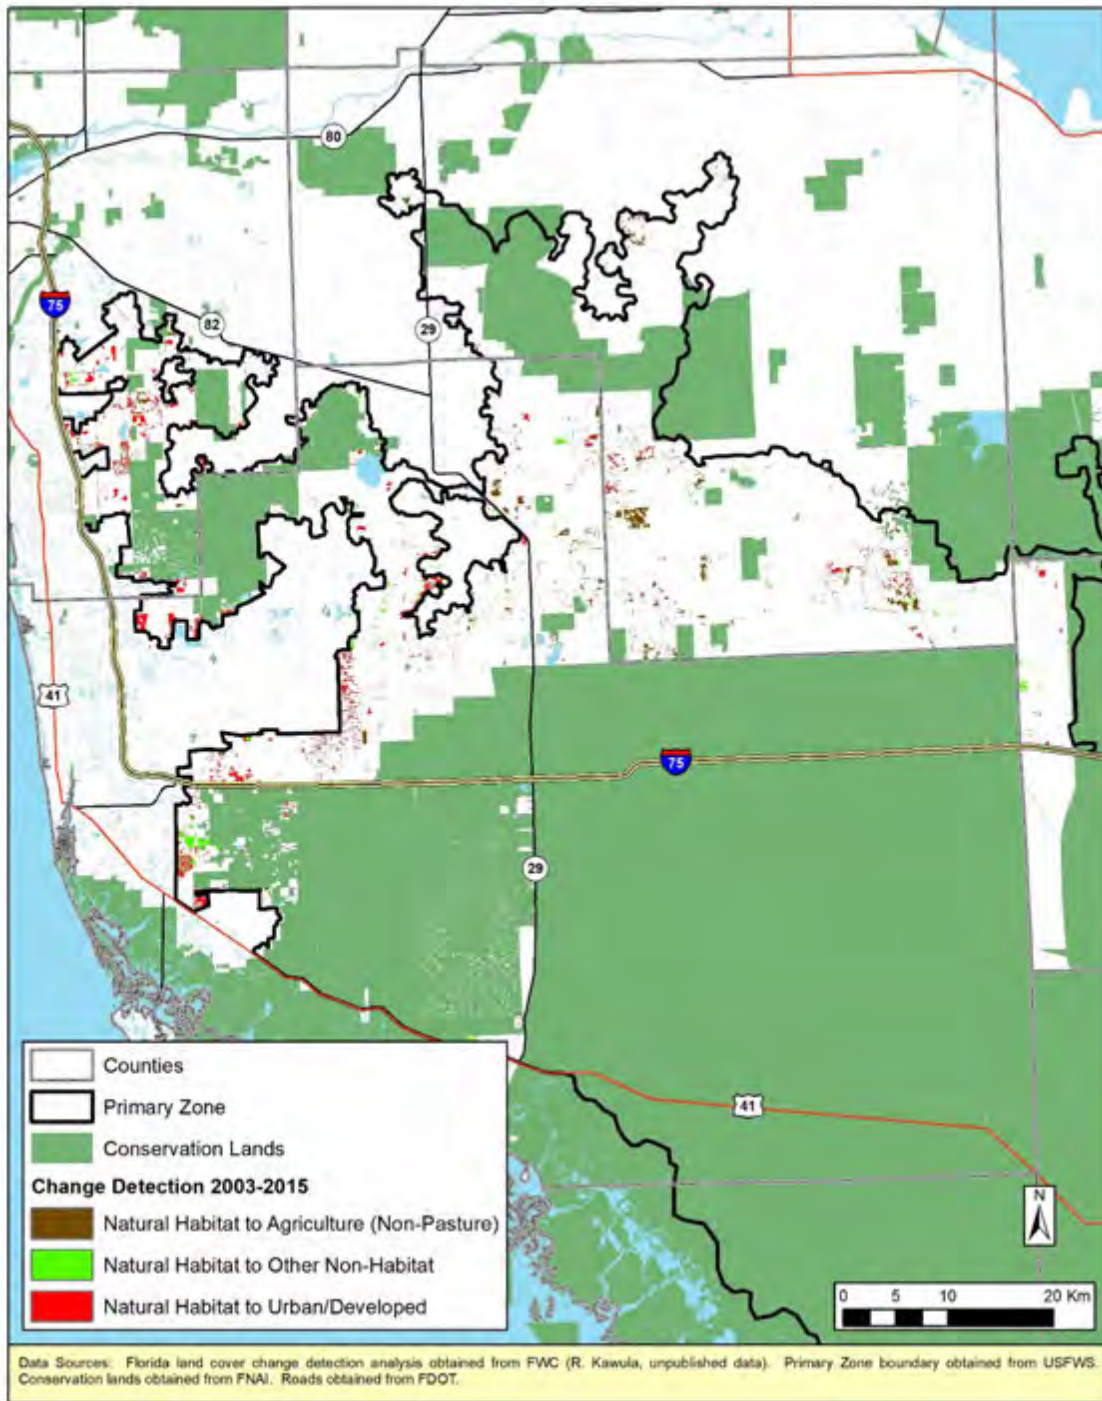 80
75
82
29
41
75
29
41
Counties
Primary Zone
Conservation Lands
Change Detection 2003-2015
Natural Habitat to Agriculture (Non-Pasture)
Natural Habitat to Other Non-Habitat
Natural Habitat to Urban/Developed
N
0 5 10 20 Km
Data Sources: Florida land cover change detection analysis obtained from FWC (R. Kawula, unpublished data). Primary Zone boundary obtained from USFWS.
Conservation lands obtained from FNAI. Roads obtained from FDOT.